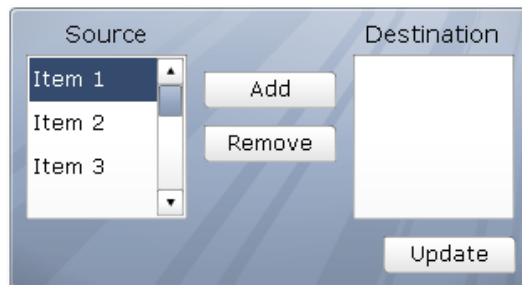 Source
Destination
Item 1
Item 2
Item 3
Add
Remove
Update